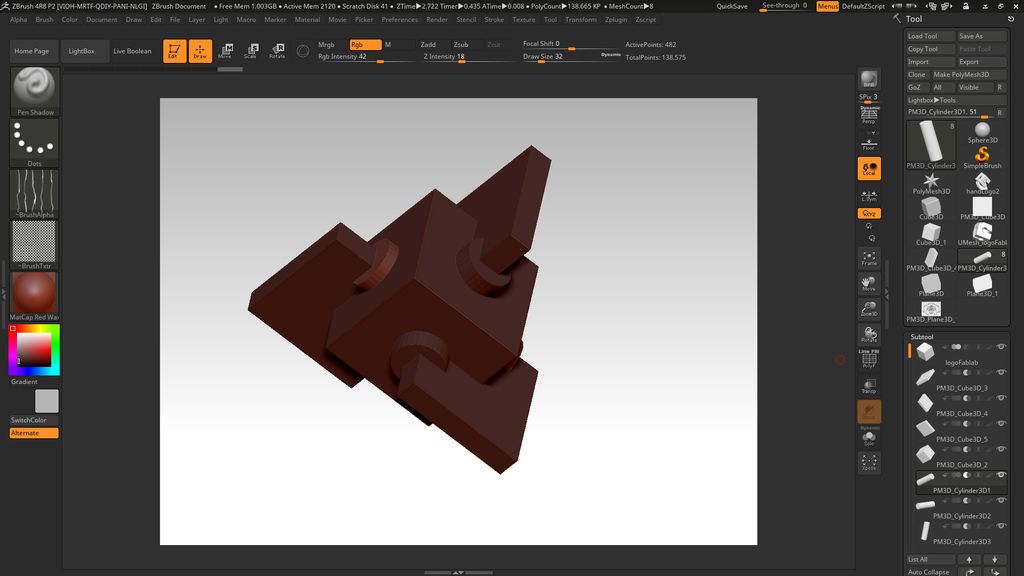 ZBrush 4R8 P2 [VIOH-MRTF-QDIY-PANI-NLGI] ZBrush Document • Free Mem 1.003GB • Active Mem 2120 • Scratch Disk 41 • ZTime▶2.722 Timer▶0.435 ATime▶0.008 • PolyCount▶138.665 KP • MeshCount▶8 QuickSave See-through 0 Menus DefaultZScript
Alpha Brush Color Document Draw Edit File Layer Light Macro Marker Material Movie Picker Preferences Render Stencil Stroke Texture Tool Transform Zplugin Zscript
Tool
Home Page LightBox Live Boolean Edit Draw Move Scale Rotate
Mrgb Rgb M Zadd Zsub Zcut Focal Shift 0 ActivePoints: 482
Rgb Intensity 42 Z Intensity 18 Draw Size 32 Dynamic TotalPoints: 138,575
Load Tool Save As
Copy Tool Paste Tool
Import Export
Clone Make PolyMesh3D
GoZ All Visible R
Lightbox▶Tools
PM3D_Cylinder3D1. 51 R
8
PM3D_Cylinder3 Sphere3D
SimpleBrush
PolyMesh3D handLogo2
Cube3D PM3D_Cube3D
Cube3D_1 UMesh_logoFabl
8
PM3D_Cube3D_4 PM3D_Cylinder3
Plane3D Plane3D_1
PM3D_Plane3D_
Subtool
logoFablab
PM3D_Cube3D_3
PM3D_Cube3D_4
PM3D_Cube3D_5
PM3D_Cube3D_2
PM3D_Cylinder3D1
PM3D_Cylinder3D2
PM3D_Cylinder3D3
List All
Auto Collapse
Pen Shadow
Dots
~BrushAlpha
~BrushTxtr
MatCap Red Wax
Gradient
SwitchColor
Alternate
BPR
SPix 3
Dynamic
Persp
Floor
Local
L.Sym
XYZ
Frame
Move
Zoom3D
Rotate
Line Fill
PolyF
Transp
Dynamic
Solo
Xpose